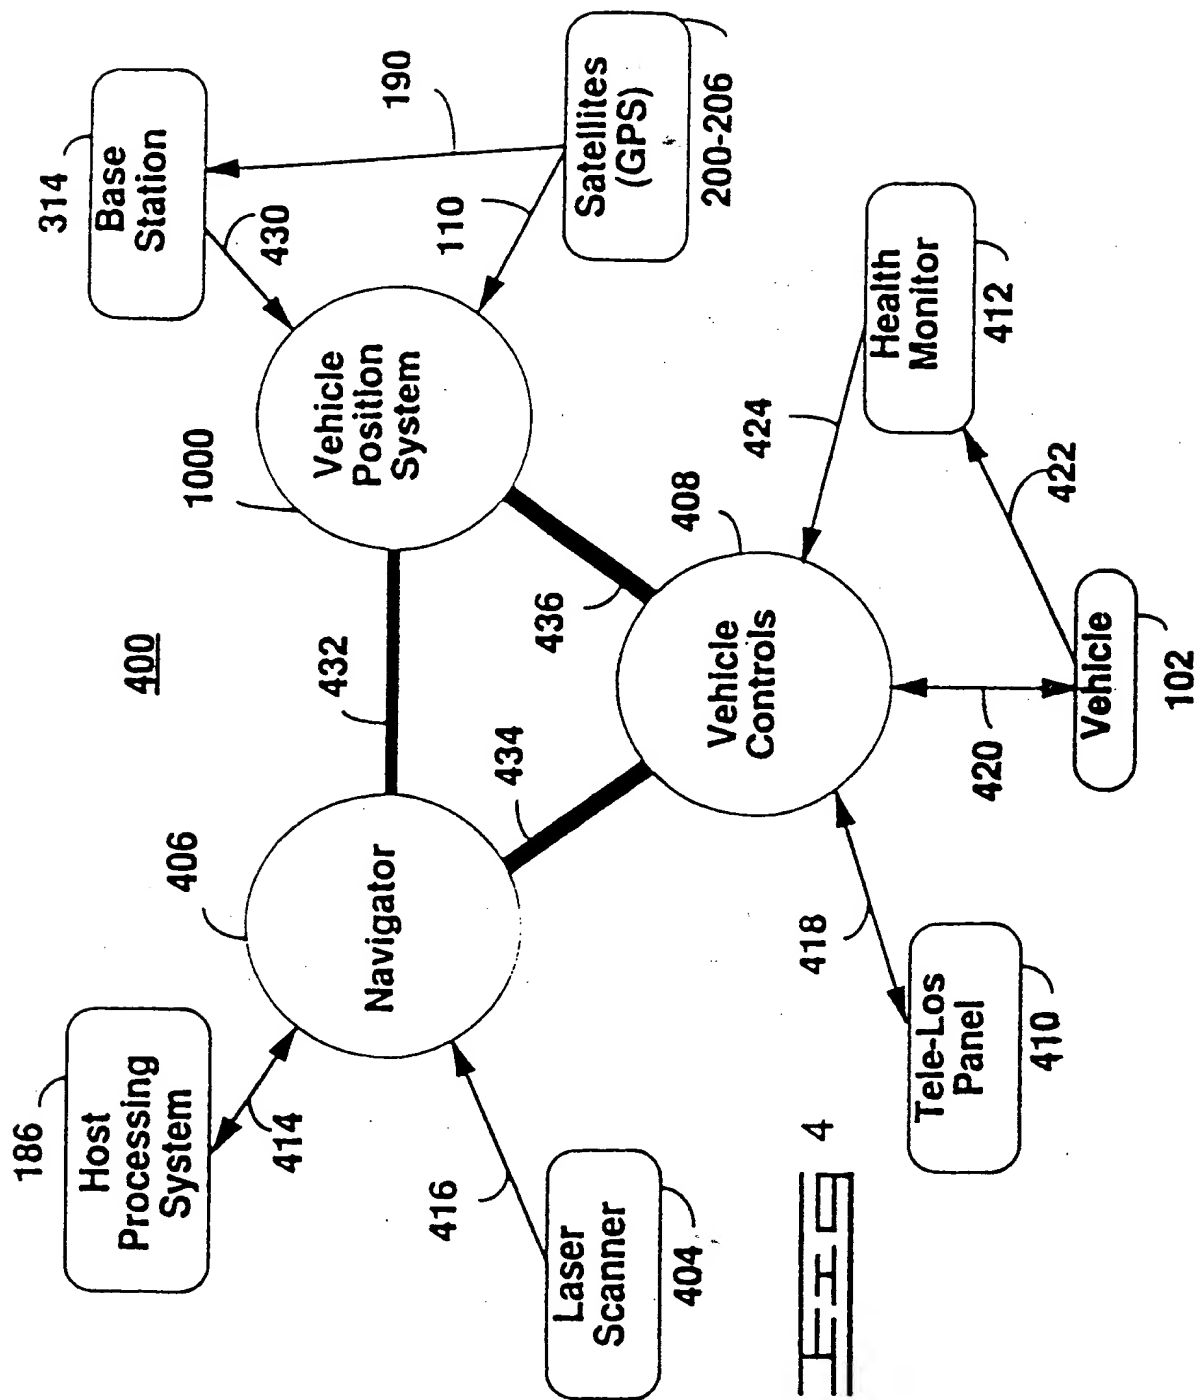 186
Host
Processing
System
414
314
Base
Station
430
400
190
406
Navigator
432
1000
Vehicle
Position
System
110
416
Laser
Scanner
404
434
436
Satellites
(GPS)
200-206
408
Vehicle
Controls
424
418
Tele-Los
Panel
410
Health
Monitor
412
420
422
Vehicle
102
4